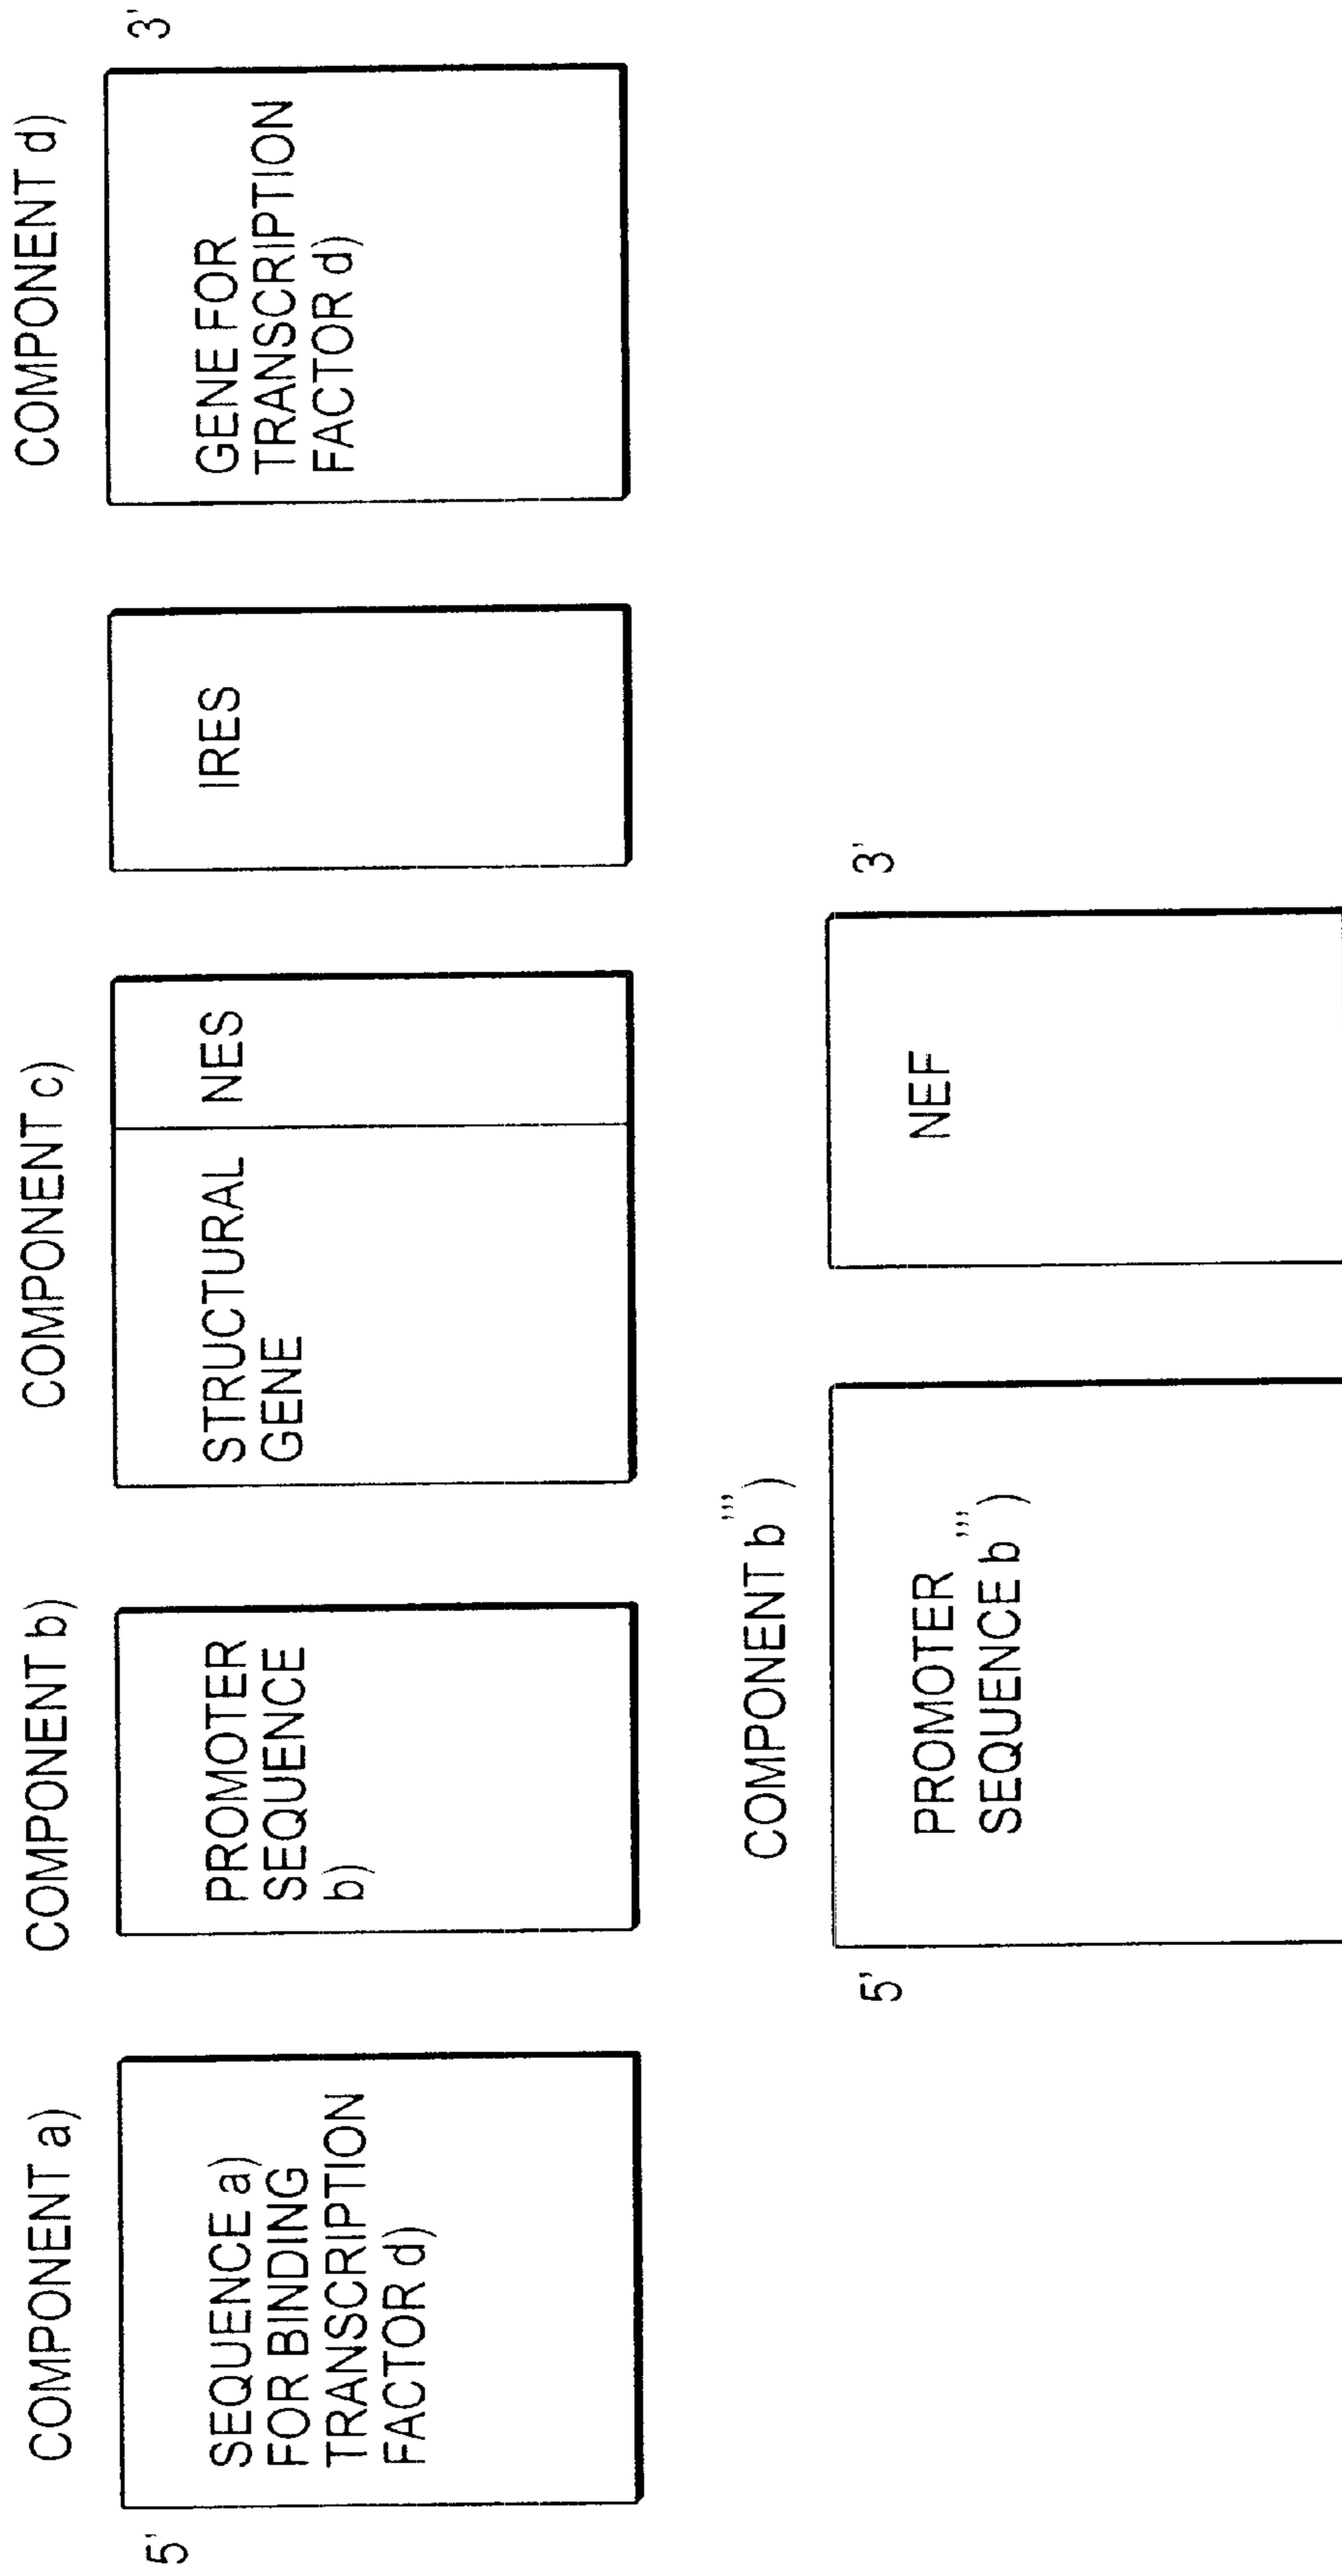 COMPONENT a)
COMPONENT b)
COMPONENT c)
COMPONENT d)
5'
SEQUENCE a)
FOR BINDING
TRANSCRIPTION
FACTOR d)
PROMOTER
SEQUENCE
b)
STRUCTURAL
GENE
NES
IRES
GENE FOR
TRANSCRIPTION
FACTOR d)
3'
COMPONENT b''')
5'
PROMOTER
SEQUENCE b''')
NEF
3'